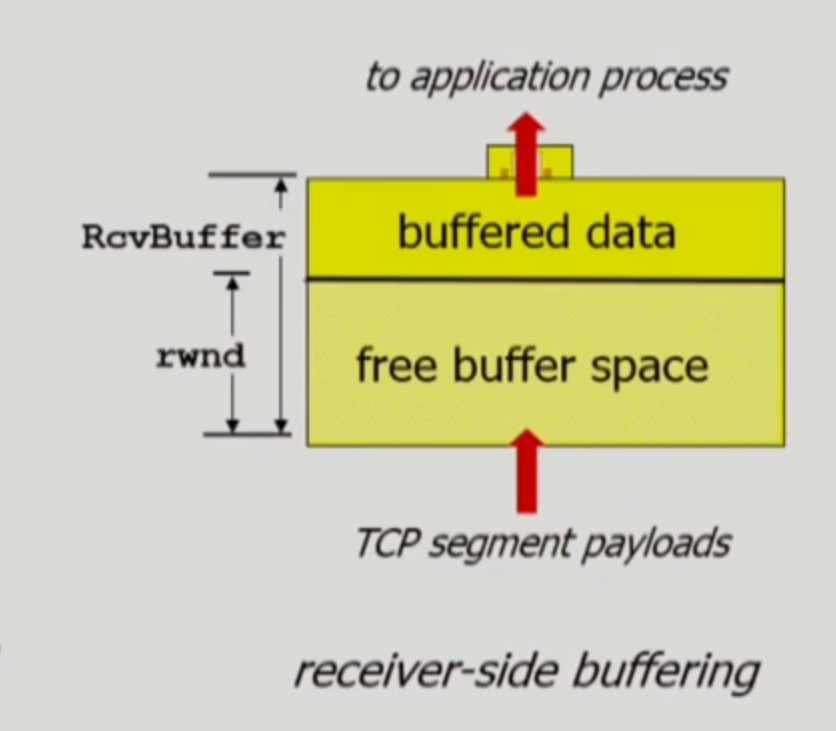 to application process
RcvBuffer
buffered data
rwnd
free buffer space
TCP segment payloads
receiver-side buffering